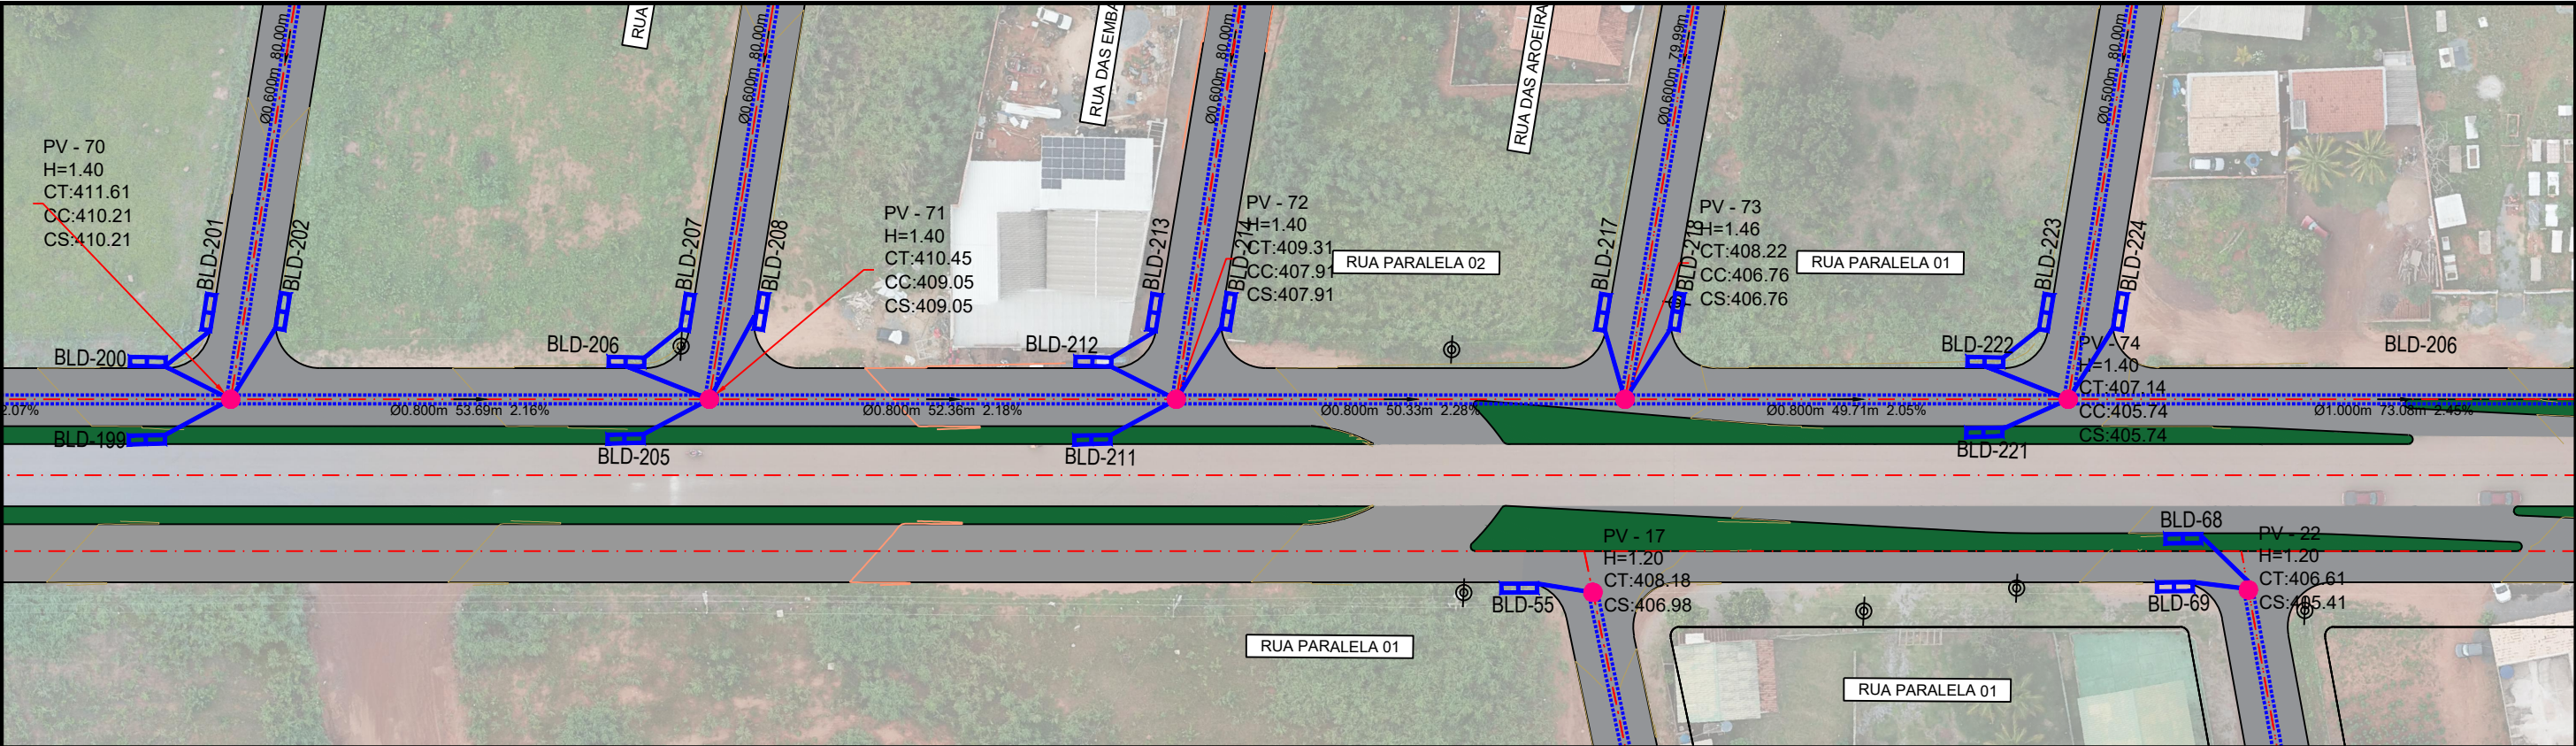 RUA
RUA DAS EMBA
RUA DAS AROEIRA
Ø0.600m 80.00m
Ø0.600m 80.00m
Ø0.600m 80.00m
Ø0.600m 79.99m
Ø0.500m 80.00m
PV - 70
H=1.40
CT:411.61
CC:410.21
CS:410.21
BLD-201
BLD-202
BLD-207
BLD-208
PV - 71
H=1.40
CT:410.45
CC:409.05
CS:409.05
BLD-213
BLD-214
PV - 72
H=1.40
CT:409.31
CC:407.91
CS:407.91
RUA PARALELA 02
BLD-217
BLD-218
PV - 73
H=1.46
CT:408.22
CC:406.76
CS:406.76
RUA PARALELA 01
BLD-223
BLD-224
BLD-200
BLD-206
BLD-212
BLD-222
PV - 74
H=1.40
CT:407.14
CC:405.74
CS:405.74
BLD-206
2.07%
Ø0.800m 53.69m 2.16%
Ø0.800m 52.36m 2.18%
Ø0.800m 50.33m 2.28%
Ø0.800m 49.71m 2.05%
Ø1.000m 73.08m 2.45%
BLD-199
BLD-205
BLD-211
BLD-221
PV - 17
H=1.20
CT:408.18
CS:406.98
BLD-55
BLD-68
PV - 22
H=1.20
CT:406.61
CS:405.41
BLD-69
RUA PARALELA 01
RUA PARALELA 01